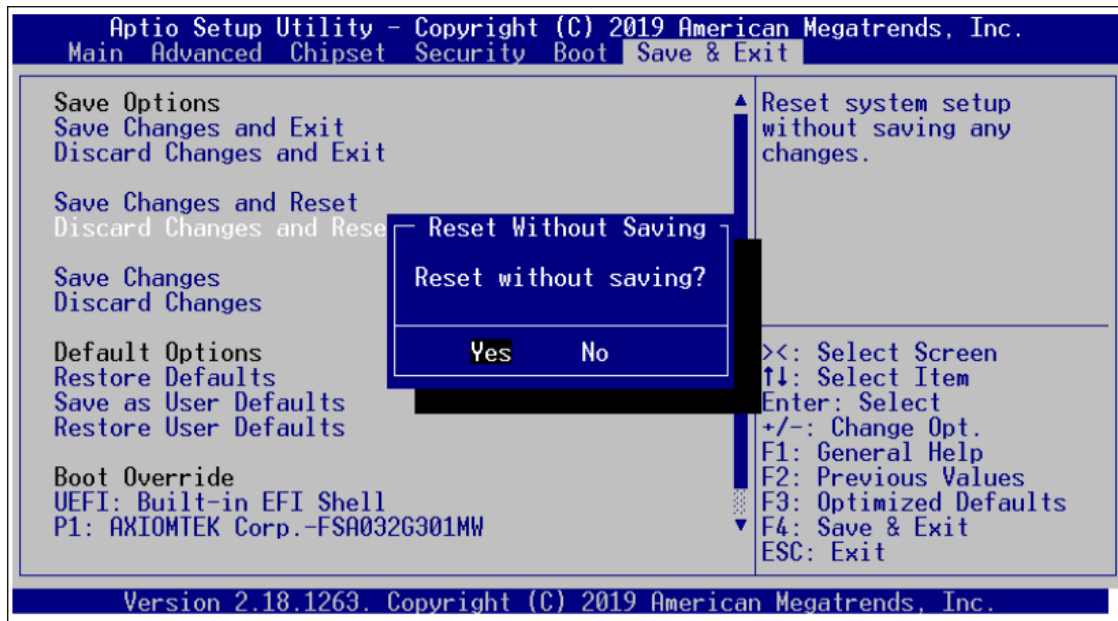 Aptio Setup Utility - Copyright (C) 2019 American Megatrends, Inc.
Main Advanced Chipset Security Boot Save & Exit
Save Options
Save Changes and Exit
Discard Changes and Exit
Save Changes and Reset
Discard Changes and Rese
Save Changes
Discard Changes
Default Options
Restore Defaults
Save as User Defaults
Restore User Defaults
Boot Override
UEFI: Built-in EFI Shell
P1: AXIOMTEK Corp.-FSA032G301MW
Reset Without Saving
Reset without saving?
Yes No
Reset system setup
without saving any
changes.
><: Select Screen
↑↓: Select Item
Enter: Select
+/-: Change Opt.
F1: General Help
F2: Previous Values
F3: Optimized Defaults
F4: Save & Exit
ESC: Exit
Version 2.18.1263. Copyright (C) 2019 American Megatrends, Inc.